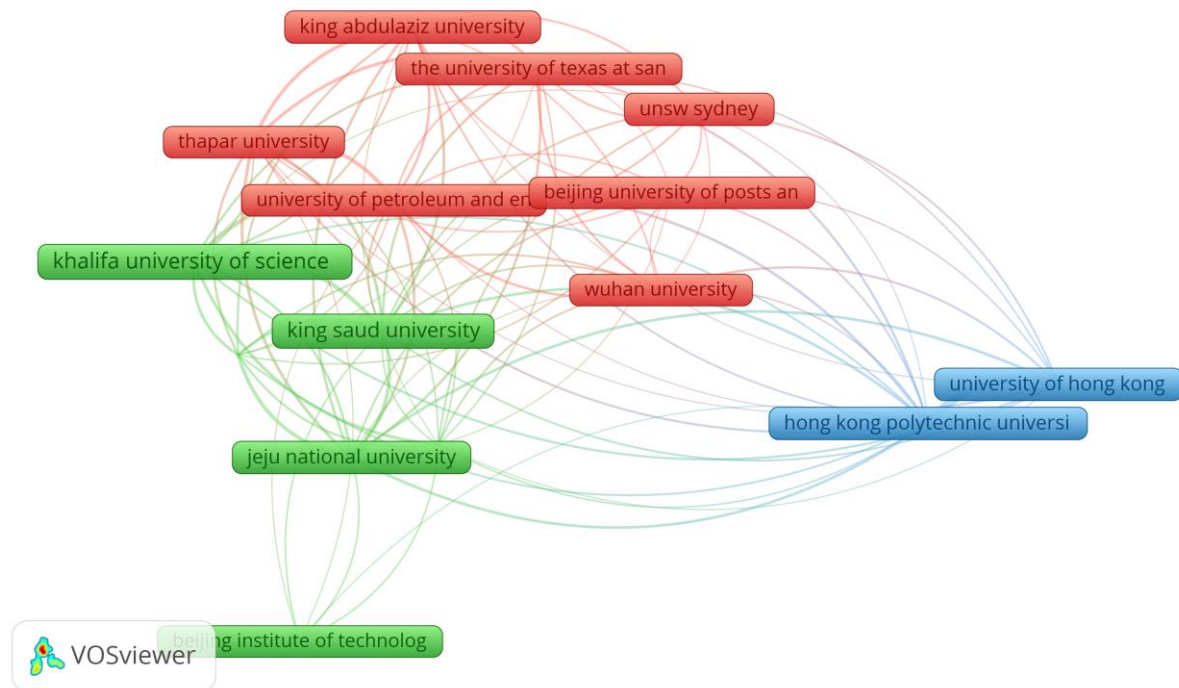 king abdulaziz university
the university of texas at san
unsw sydney
thapar university
university of petroleum and en
beijing university of posts an
khalifa university of science
wuhan university
king saud university
university of hong kong
hong kong polytechnic universi
jeju national university
beijing institute of technolog
VOSviewer